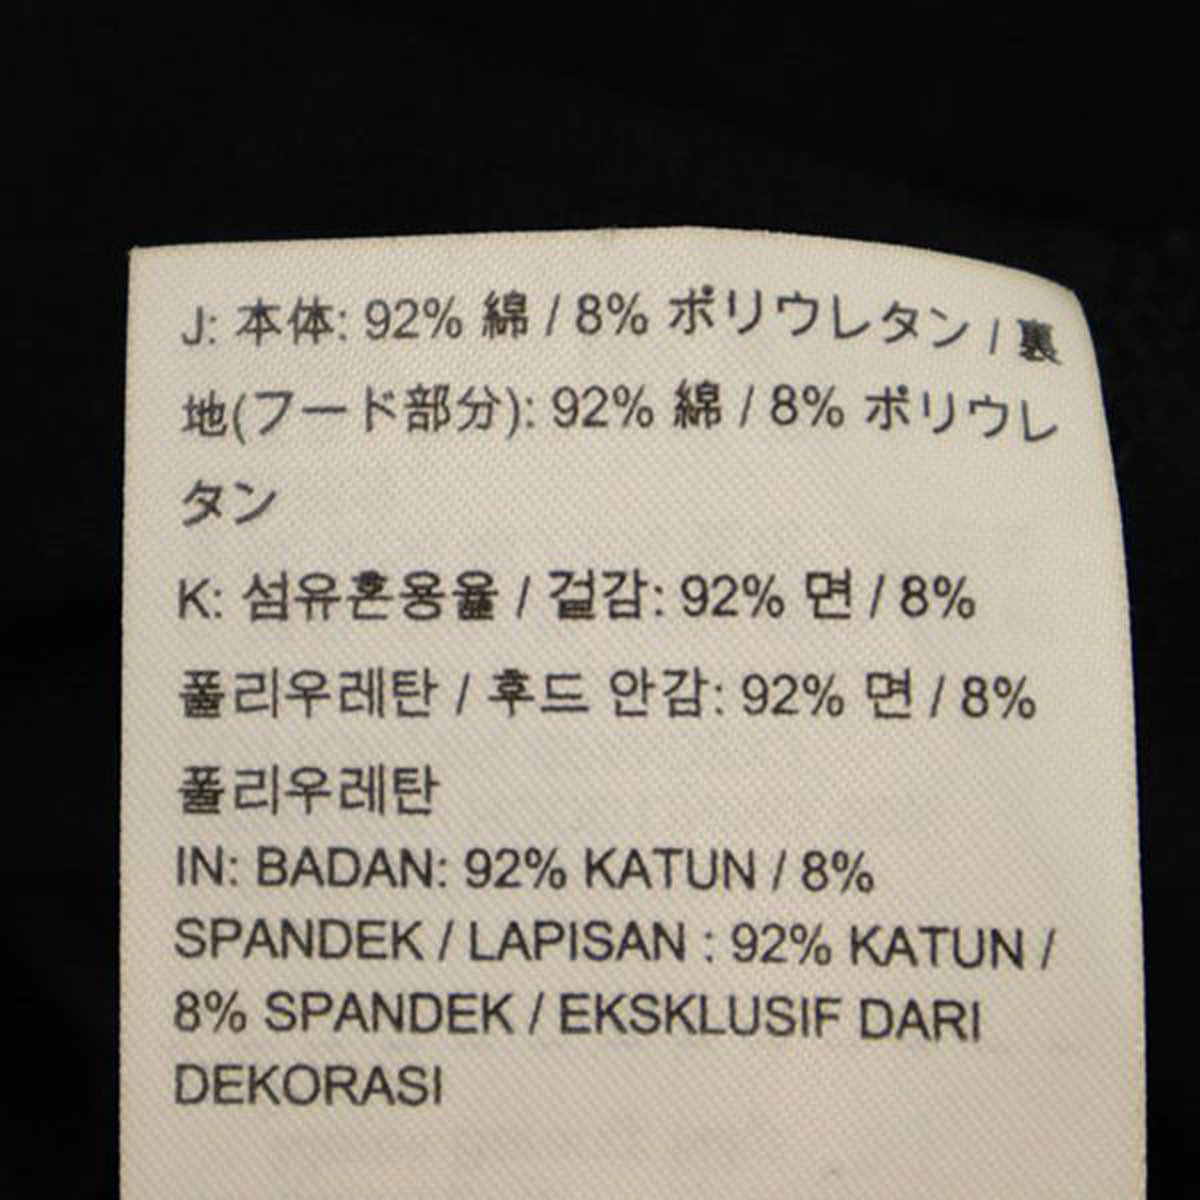 J: 本体: 92% 綿 / 8% ポリウレタン / 裏
地(フード部分): 92% 綿 / 8% ポリウレ
タン
K: 섬유혼용율 / 겉감: 92% 면 / 8%
폴리우레탄 / 후드 안감: 92% 면 / 8%
폴리우레탄
IN: BADAN: 92% KATUN / 8%
SPANDEK / LAPISAN : 92% KATUN /
8% SPANDEK / EKSKLUSIF DARI
DEKORASI